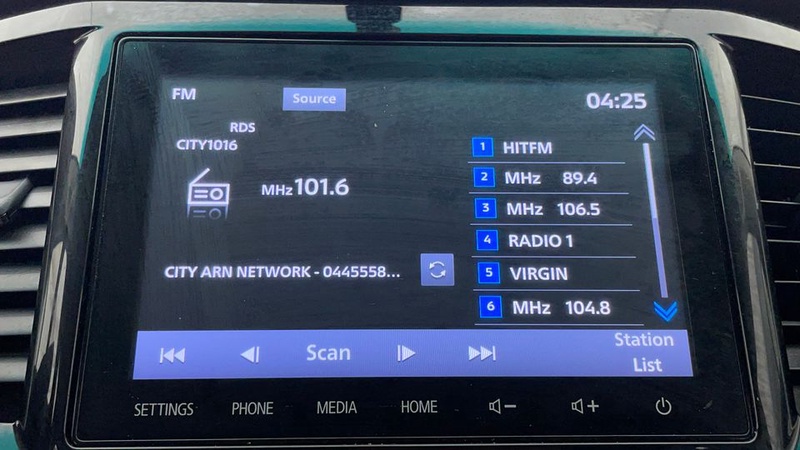 FM
Source
04:25
RDS
CITY1016
MHz 101.6
CITY ARN NETWORK - 0445558...
1 HITFM
2 MHz 89.4
3 MHz 106.5
4 RADIO 1
5 VIRGIN
6 MHz 104.8
Scan
Station
List
SETTINGS PHONE MEDIA HOME